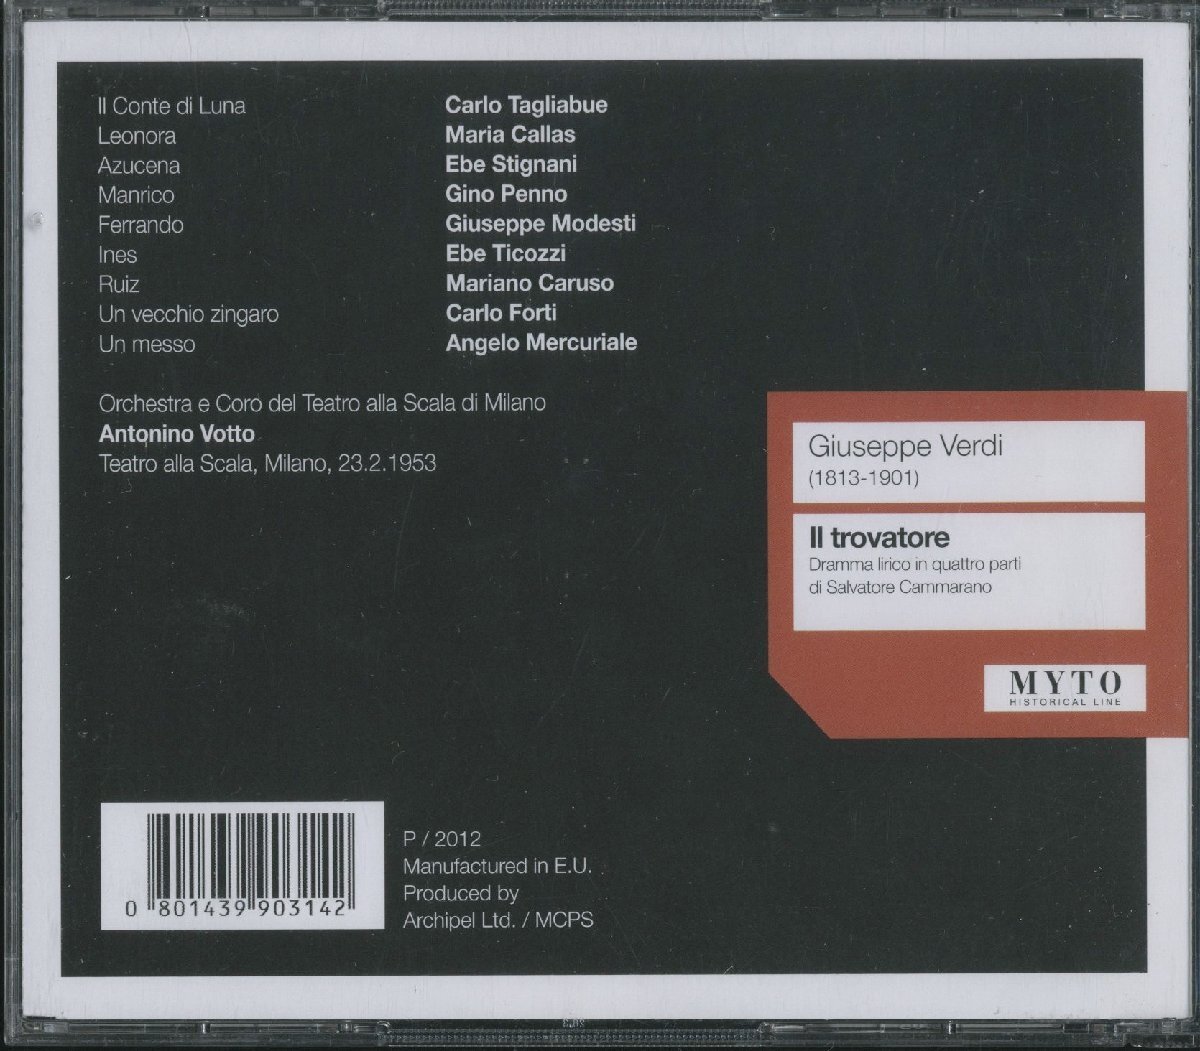 Il Conte di Luna Carlo Tagliabue
Leonora Maria Callas
Azucena Ebe Stignani
Manrico Gino Penno
Ferrando Giuseppe Modesti
Ines Ebe Ticozzi
Ruiz Mariano Caruso
Un vecchio zingaro Carlo Forti
Un messo Angelo Mercuriale
Orchestra e Coro del Teatro alla Scala di Milano
Antonino Votto
Teatro alla Scala, Milano, 23.2.1953
Giuseppe Verdi
(1813-1901)
Il trovatore
Dramma lirico in quattro parti
di Salvatore Cammarano
MYTO
HISTORICAL LINE
P / 2012
Manufactured in E.U.
Produced by
Archipel Ltd. / MCPS
0 801439 903142